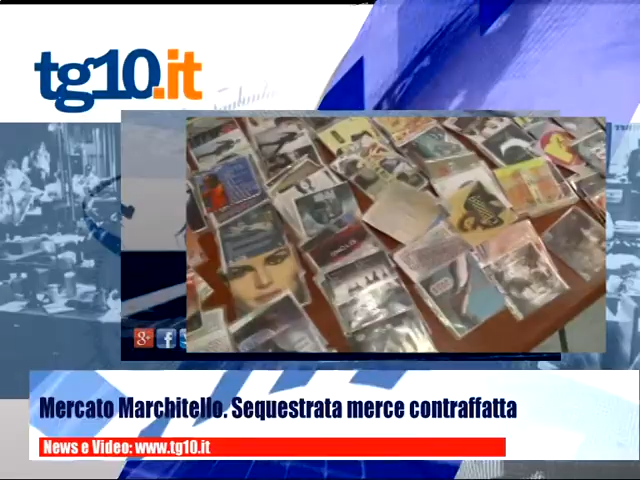 tg10.it
Mercato Marchitello. Sequestrata merce contraffatta
News e Video: www.tg10.it